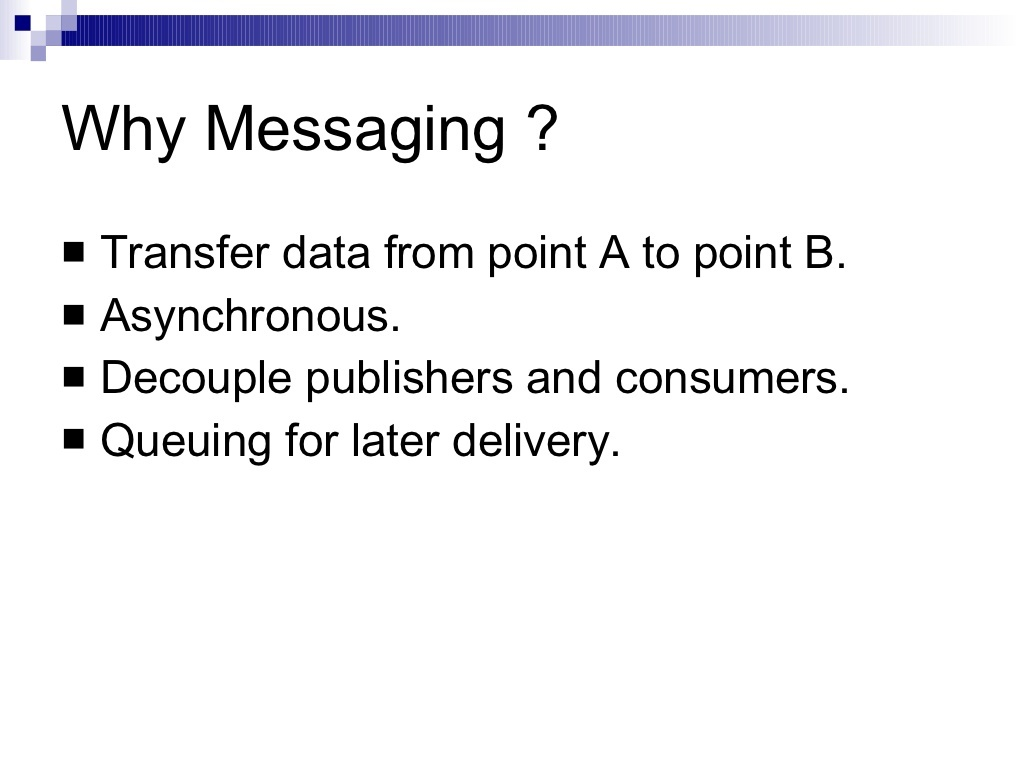 Why Messaging ?
Transfer data from point A to point B.
Asynchronous.
Decouple publishers and consumers.
Queuing for later delivery.